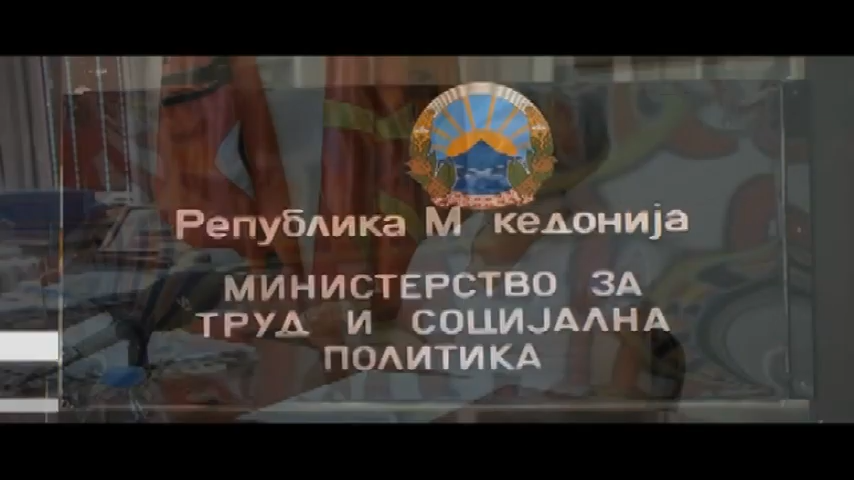 Република М кедонија
МИНИСТЕРСТВО ЗА
ТРУД И СОЦИЈАЛНА
ПОЛИТИКА